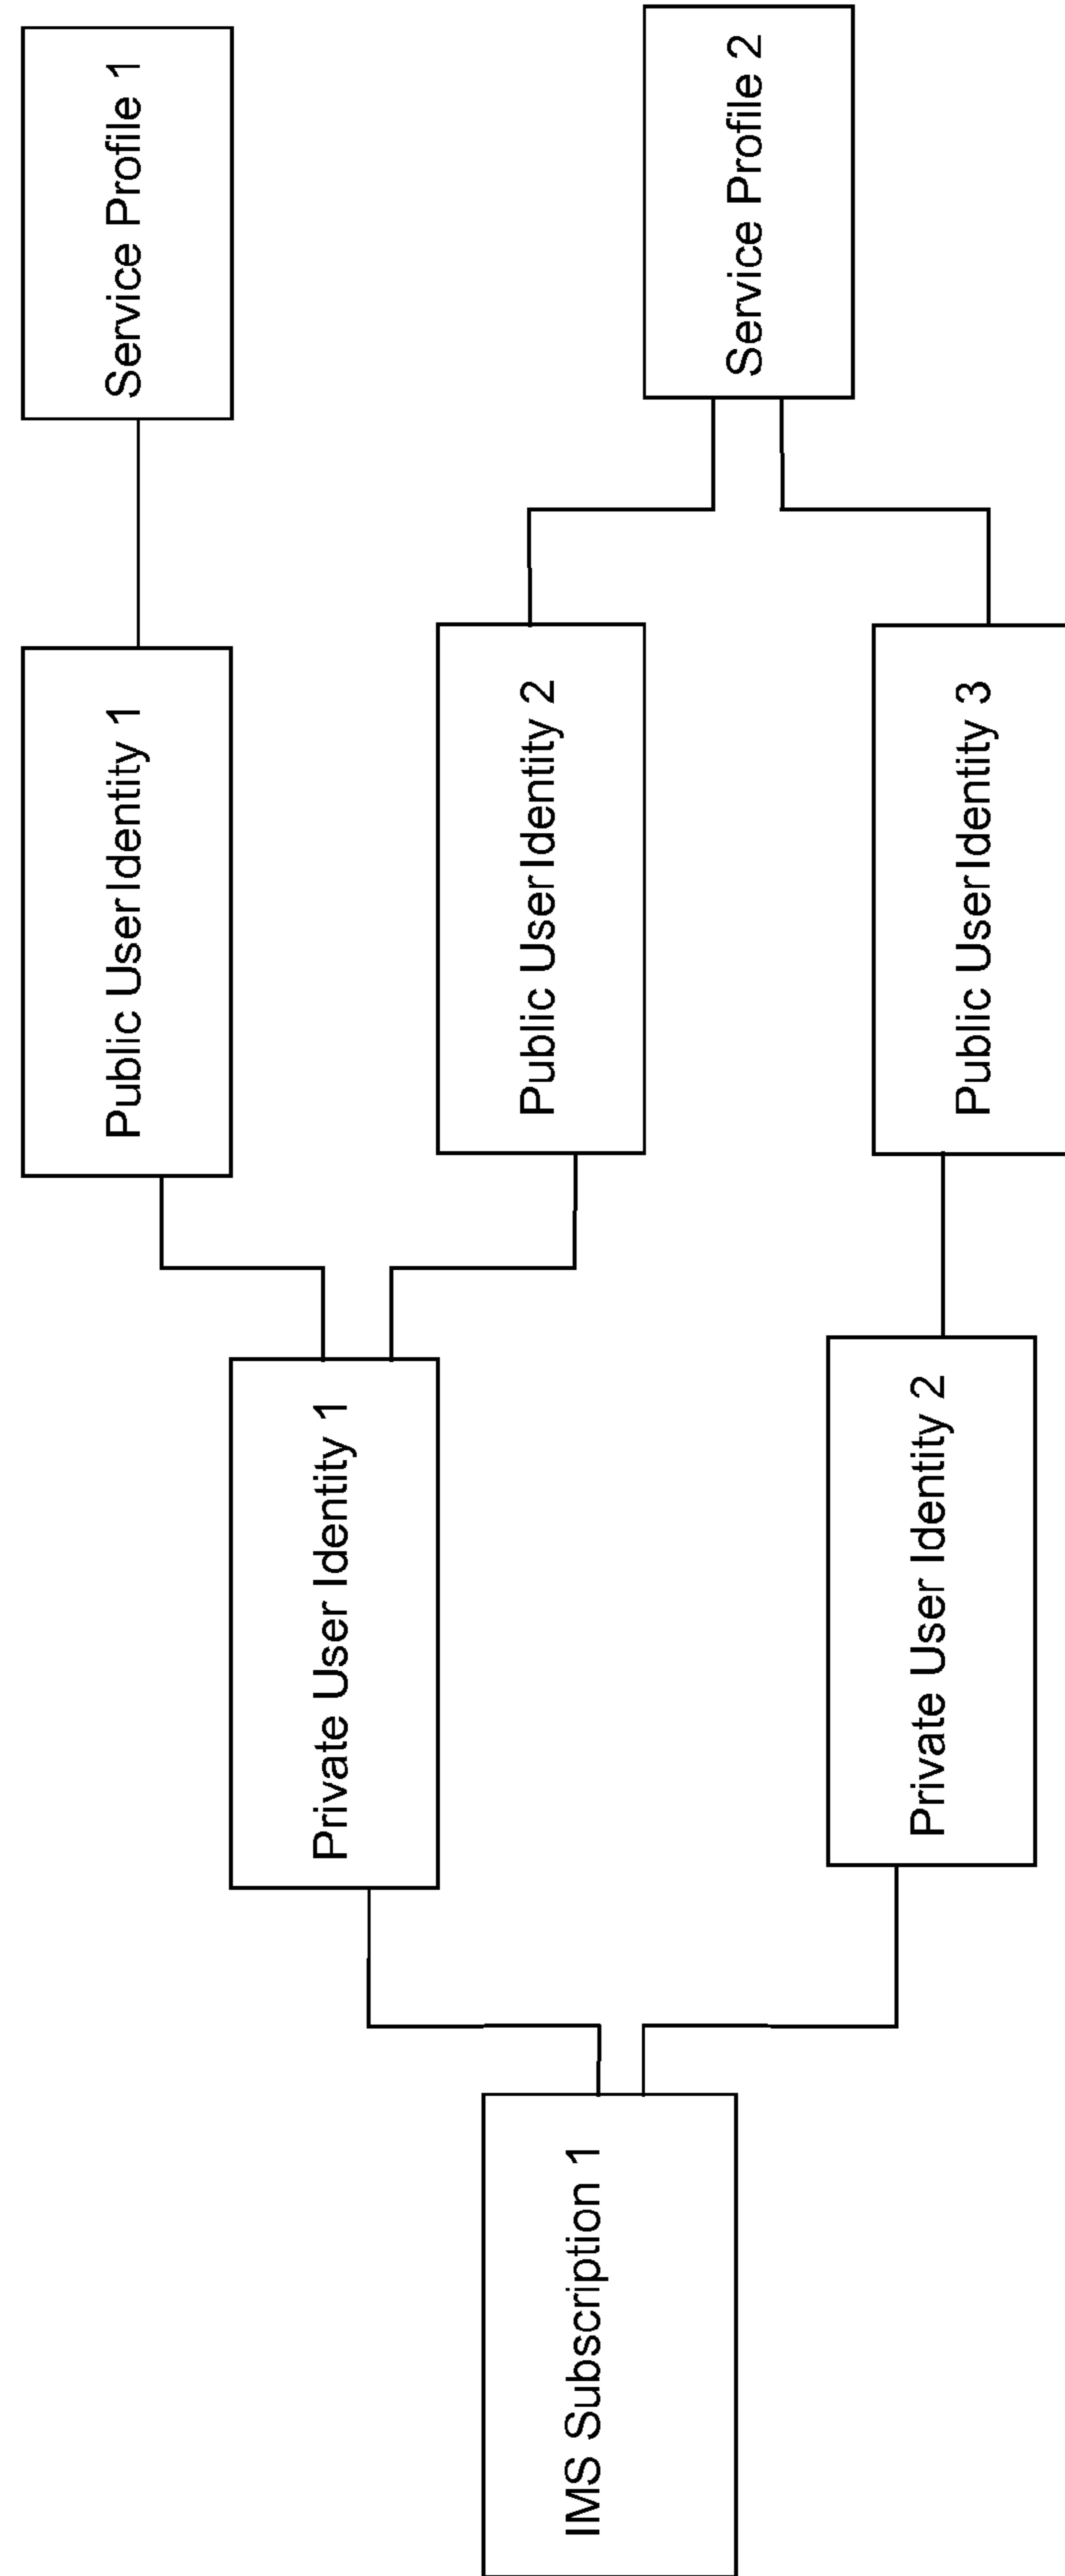 IMS Subscription 1
Private User Identity 1
Private User Identity 2
Public User Identity 1
Public User Identity 2
Public User Identity 3
Service Profile 1
Service Profile 2